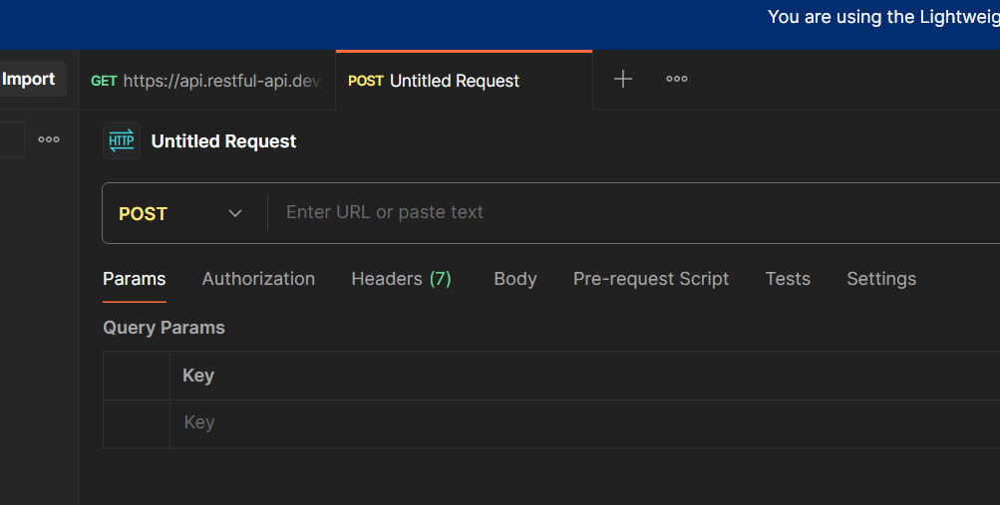 You are using the Lightweig
Import
GET https://api.restful-api.dev
POST Untitled Request
HTTP Untitled Request
POST
Enter URL or paste text
Params Authorization Headers (7) Body Pre-request Script Tests Settings
Query Params
Key
Key